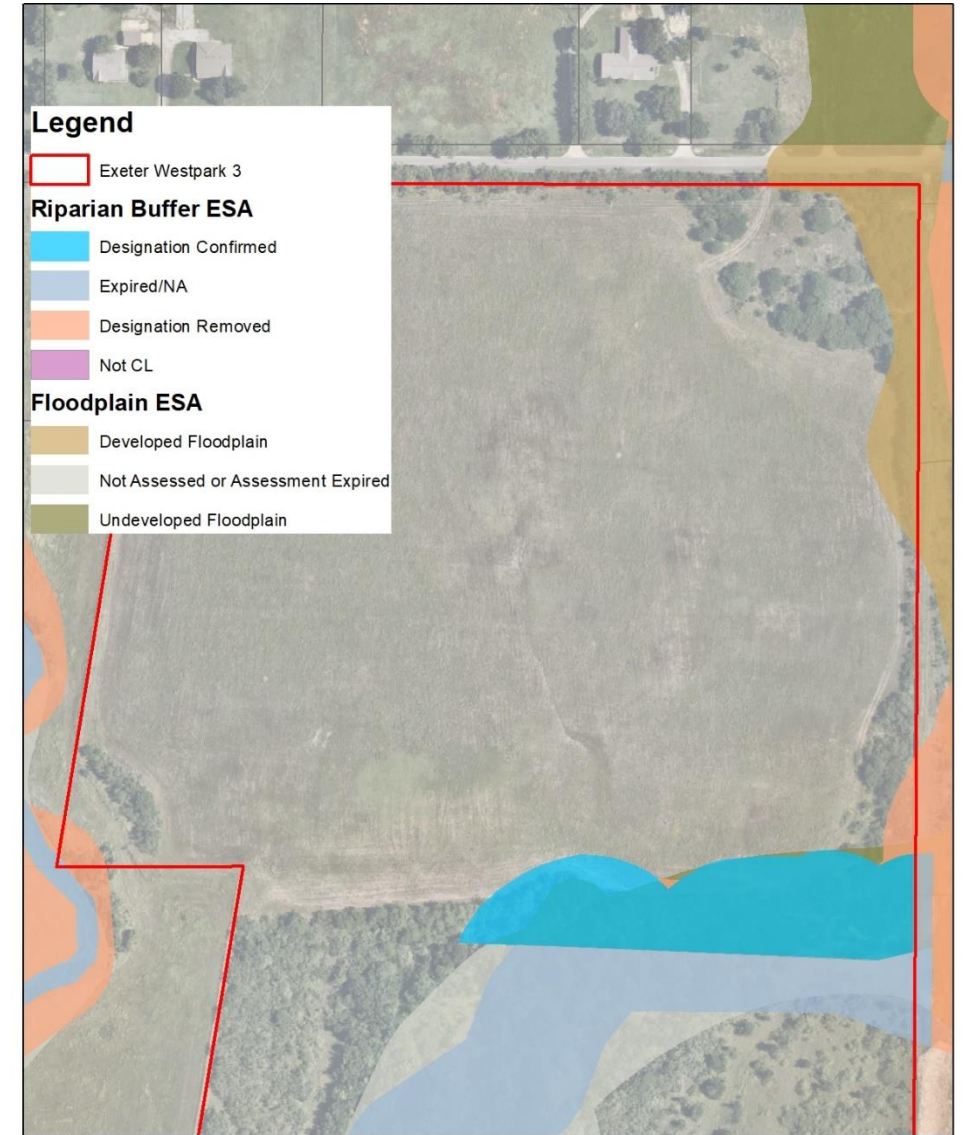 Legend
Exeter Westpark 3
Riparian Buffer ESA
Designation Confirmed
Expired/NA
Designation Removed
Not CL
Floodplain ESA
Developed Floodplain
Not Assessed or Assessment Expired
Undeveloped Floodplain